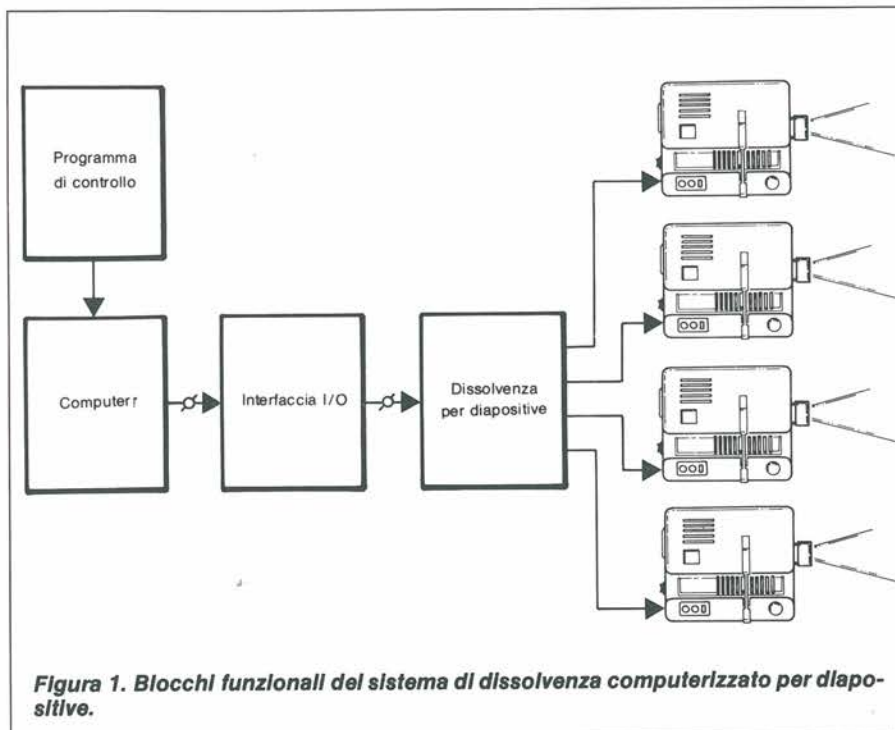 Programma
di controllo
Computerr
Interfaccia I/O
Dissolvenza
per diapositive
Figura 1. Blocchi funzionali del sistema di dissolvenza computerizzato per diapo-
sitive.